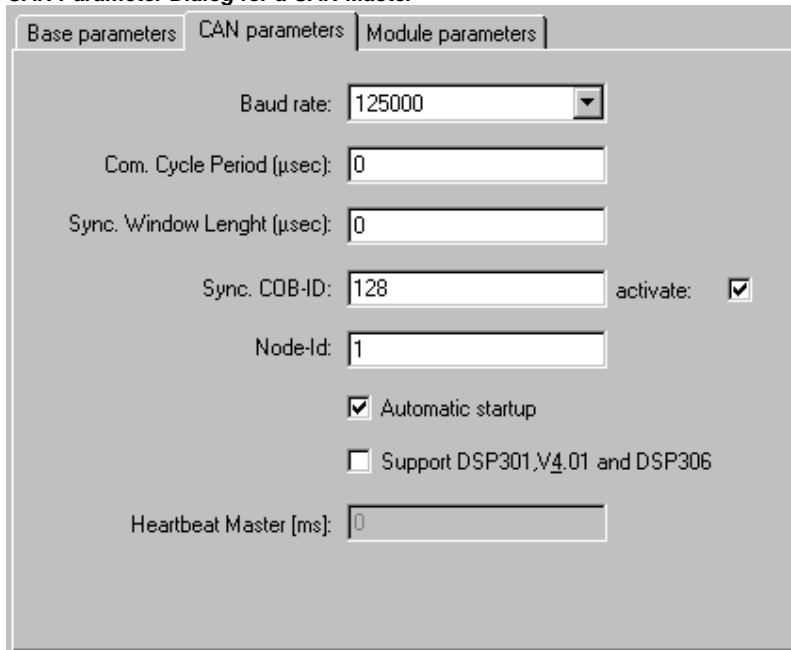 CAN Parameter Dialog for a CAN Master
Base parameters CAN parameters Module parameters
Baud rate: 125000
Com. Cycle Period (µsec): 0
Sync. Window Lenght (µsec): 0
Sync. COB-ID: 128 activate:
Node-Id: 1
Automatic startup
Support DSP301,V4.01 and DSP306
Heartbeat Master [ms]: 0